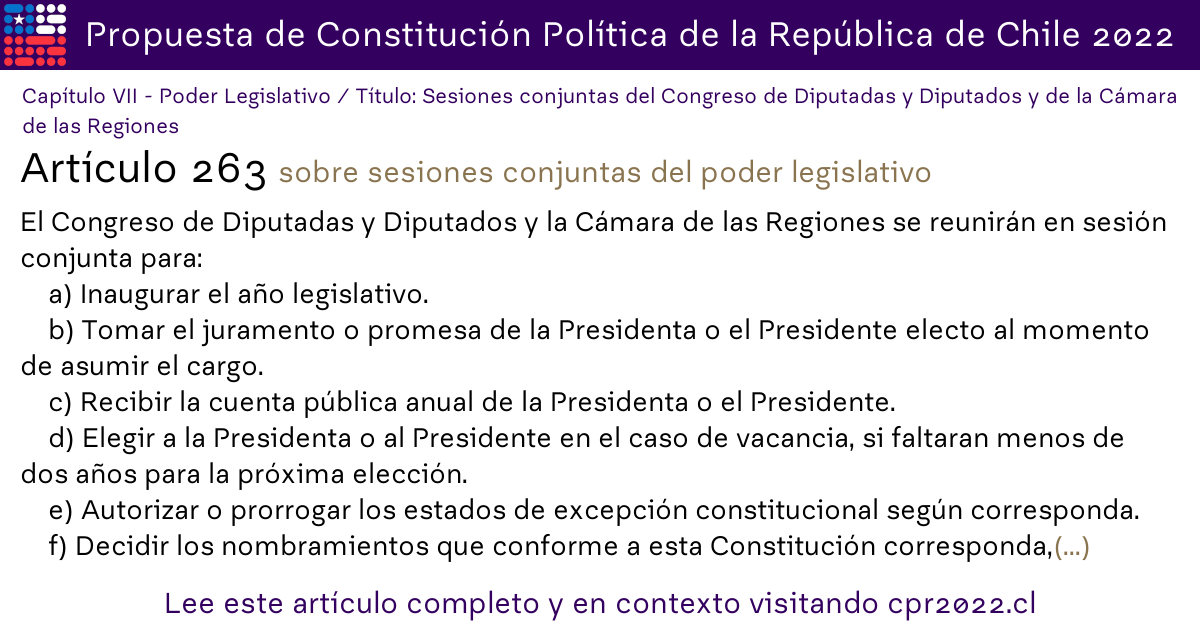 Propuesta de Constitución Política de la República de Chile 2022
Capítulo VII - Poder Legislativo / Título: Sesiones conjuntas del Congreso de Diputadas y Diputados y de la Cámara
de las Regiones
Artículo 263 sobre sesiones conjuntas del poder legislativo
El Congreso de Diputadas y Diputados y la Cámara de las Regiones se reunirán en sesión
conjunta para:
a) Inaugurar el año legislativo.
b) Tomar el juramento o promesa de la Presidenta o el Presidente electo al momento
de asumir el cargo.
c) Recibir la cuenta pública anual de la Presidenta o el Presidente.
d) Elegir a la Presidenta o al Presidente en el caso de vacancia, si faltaran menos de
dos años para la próxima elección.
e) Autorizar o prorrogar los estados de excepción constitucional según corresponda.
f) Decidir los nombramientos que conforme a esta Constitución corresponda,(...)
Lee este artículo completo y en contexto visitando cpr2022.cl